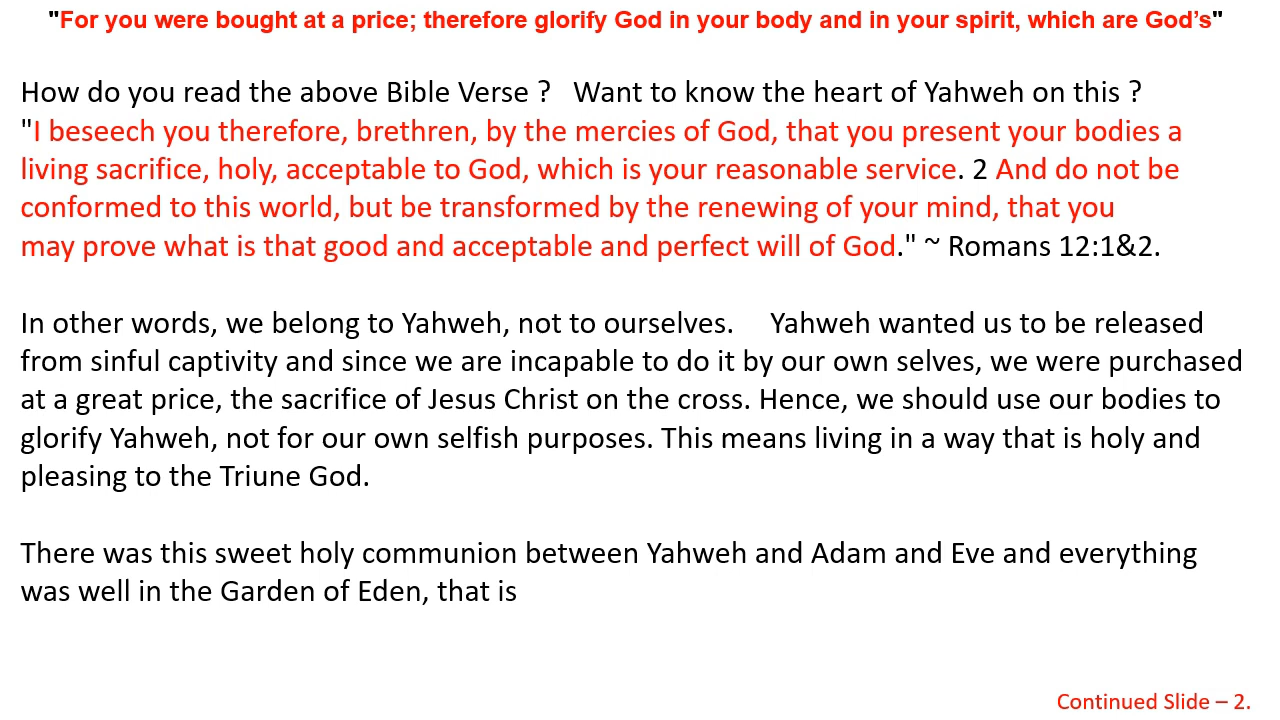 "For you were bought at a price; therefore glorify God in your body and in your spirit, which are God’s"
How do you read the above Bible Verse ?   Want to know the heart of Yahweh on this ?
"I beseech you therefore, brethren, by the mercies of God, that you present your bodies a
living sacrifice, holy, acceptable to God, which is your reasonable service. 2 And do not be
conformed to this world, but be transformed by the renewing of your mind, that you
may prove what is that good and acceptable and perfect will of God." ~ Romans 12:1&2.
In other words, we belong to Yahweh, not to ourselves.     Yahweh wanted us to be released
from sinful captivity and since we are incapable to do it by our own selves, we were purchased
at a great price, the sacrifice of Jesus Christ on the cross. Hence, we should use our bodies to
glorify Yahweh, not for our own selfish purposes. This means living in a way that is holy and
pleasing to the Triune God.
There was this sweet holy communion between Yahweh and Adam and Eve and everything
was well in the Garden of Eden, that is
Continued Slide – 2.